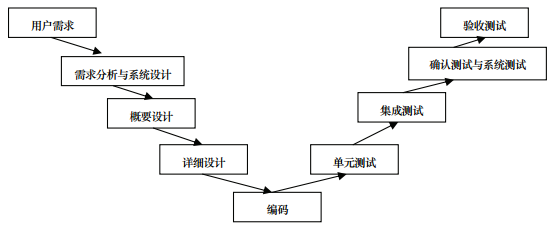 用户需求
验收测试
需求分析与系统设计
确认测试与系统测试
概要设计
集成测试
详细设计
单元测试
编码